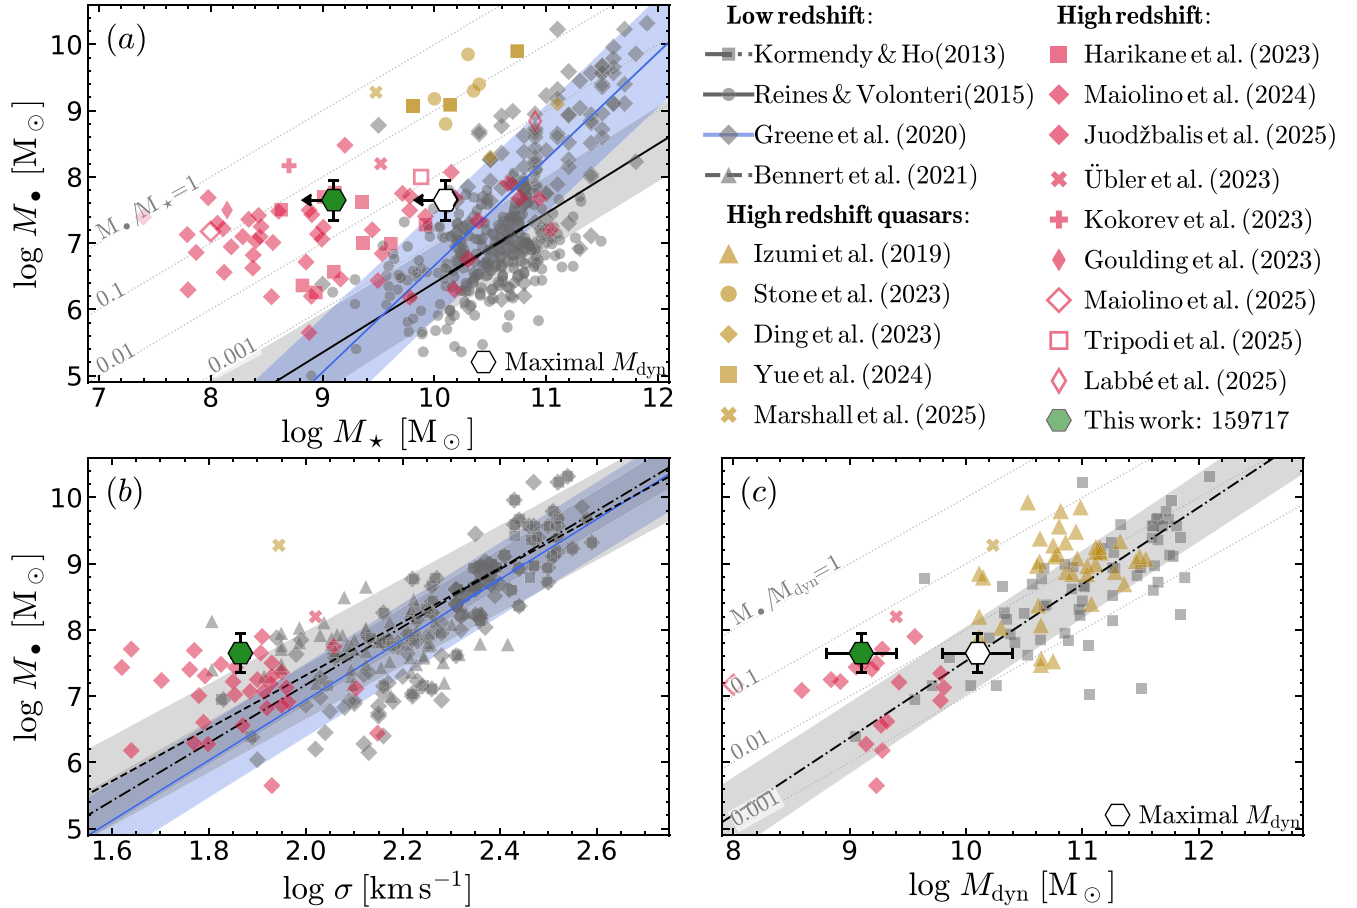 (a)
log M• [M⊙]
10
9
8
7
6
5
M•/M⋆=1
0.1
0.01
0.001
Maximal Mdyn
7 8 9 10 11 12
log M⋆ [M⊙]
Low redshift:
Kormendy & Ho(2013)
Reines & Volonteri(2015)
Greene et al. (2020)
Bennert et al. (2021)
High redshift quasars:
Izumi et al. (2019)
Stone et al. (2023)
Ding et al. (2023)
Yue et al. (2024)
Marshall et al. (2025)
High redshift:
Harikane et al. (2023)
Maiolino et al. (2024)
Juodžbalis et al. (2025)
Übler et al. (2023)
Kokorev et al. (2023)
Goulding et al. (2023)
Maiolino et al. (2025)
Tripodi et al. (2025)
Labbé et al. (2025)
This work: 159717
(b)
log M• [M⊙]
10
9
8
7
6
5
1.6 1.8 2.0 2.2 2.4 2.6
log σ [km s⁻¹]
(c)
10
9
8
7
6
5
M•/Mdyn=1
0.1
0.01
0.001
Maximal Mdyn
8 9 10 11 12
log Mdyn [M⊙]